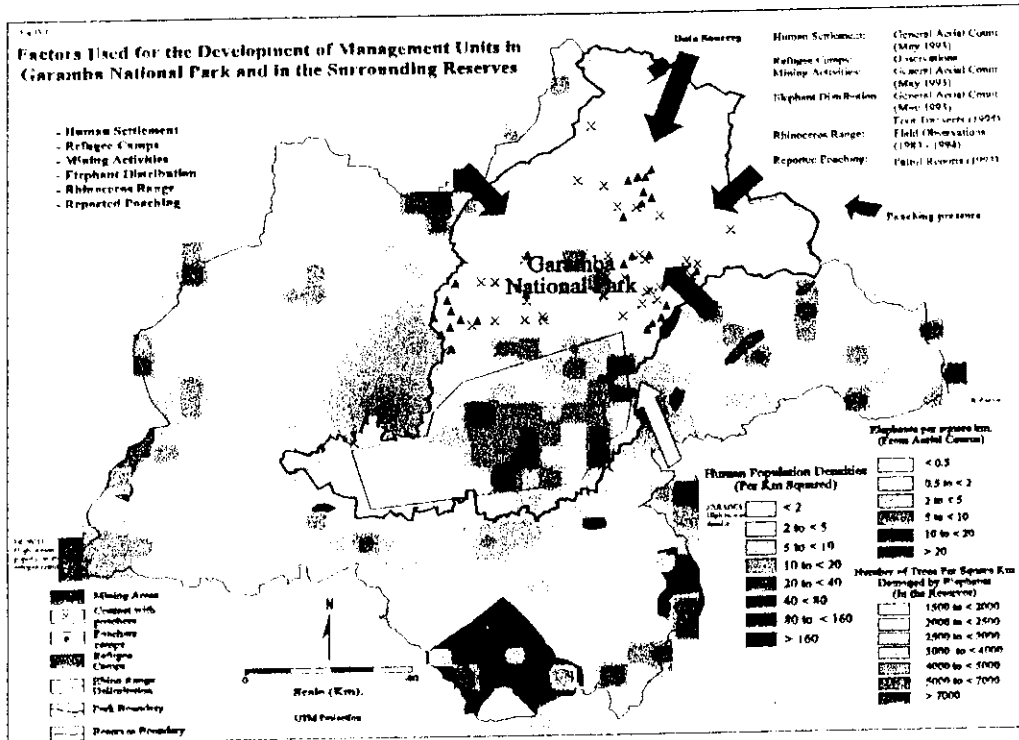 Factors Used for the Development of Management Units in
Garamba National Park and in the Surrounding Reserves
- Human Settlement
- Refugee Camps
- Mining Activities
- Elephant Distribution
- Rhinoceros Range
- Reported Poaching
Data Sources
Human Settlement: General Aerial Count
(May 1995)
Refugee Camps: Observations
Mining Activities: General Aerial Count
(May 1995)
Elephant Distribution General Aerial Count
(May 1995)
Rhinoceros Range: Field Observations
Reported Poaching: Patrol Reports
Poaching pressure
Garamba
National Park
Elephants per square km.
(From Aerial Census)
< 0.5
0.5 to < 2
2 to < 5
5 to < 10
10 to < 20
> 20
Human Population Densities
(Per Km Squared)
< 2
2 to < 5
5 to < 10
10 to < 20
20 to < 40
40 < 80
80 to < 160
> 160
Number of Trees Per Square Km
Damaged by Elephants
(In the Reserves)
1500 to < 2000
2000 to < 2500
2500 to < 3000
3000 to < 4000
4000 to < 5000
5000 to < 7000
> 7000
Mining Areas
Contact with
poachers
Poachers
camps
Refugee
Camps
Rhino Range
Distribution
Park Boundary
Reserves Boundary
N
0
Scale (Km).
UTM Projection